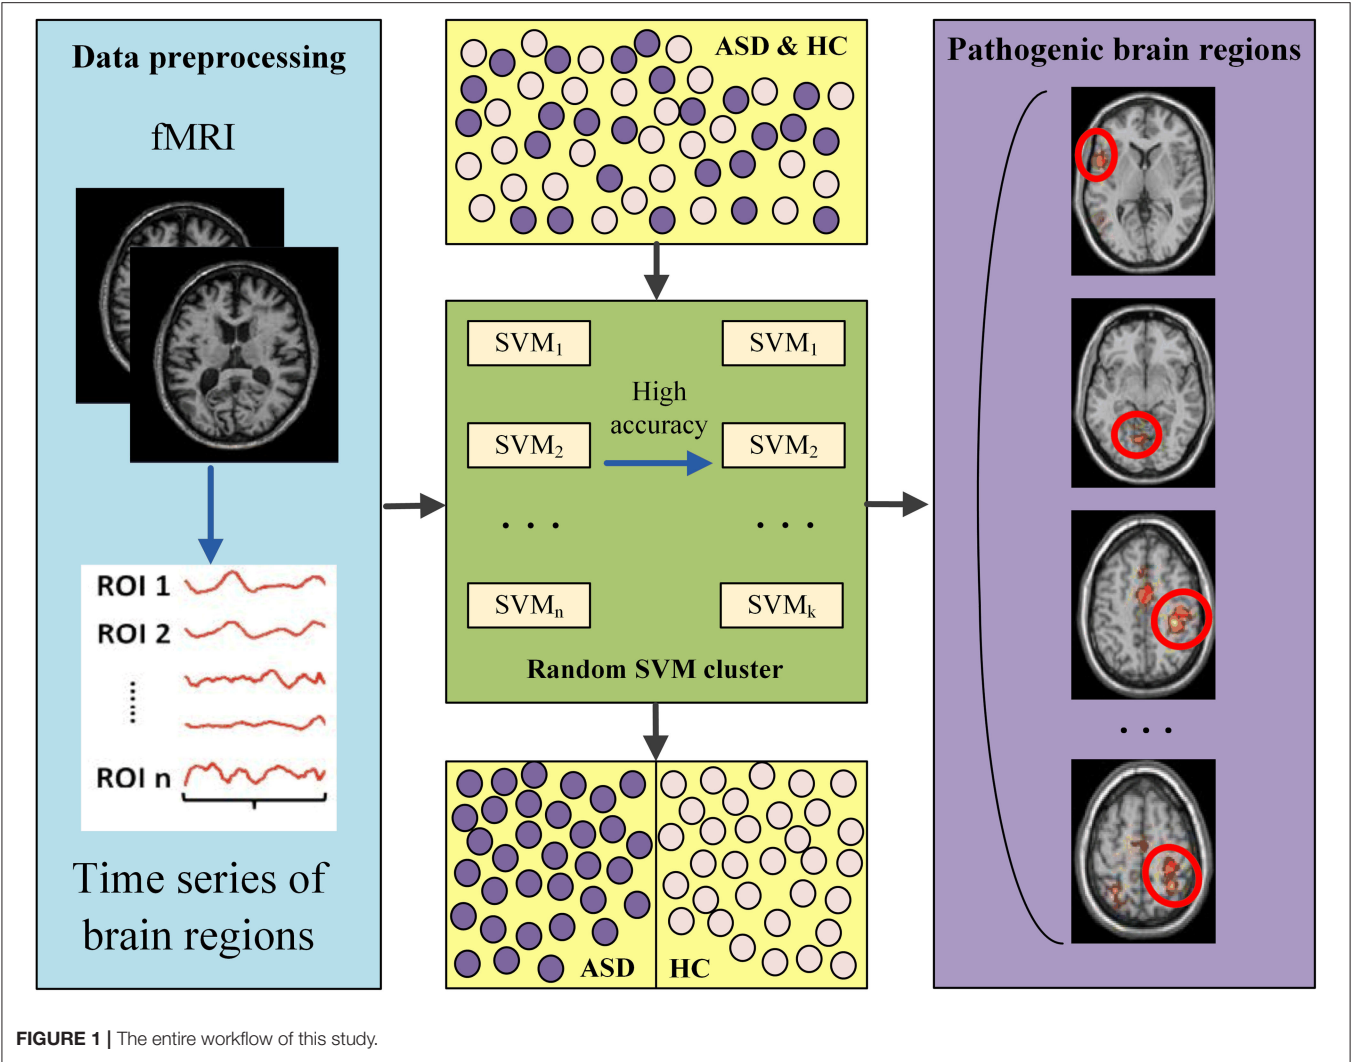 Data preprocessing
fMRI
ROI 1
ROI 2
......
ROI n
Time series of
brain regions
ASD & HC
SVM1
SVM1
High
accuracy
SVM2
SVM2
. . .
. . .
SVMn
SVMk
Random SVM cluster
ASD
HC
Pathogenic brain regions
. . .
FIGURE 1 | The entire workflow of this study.